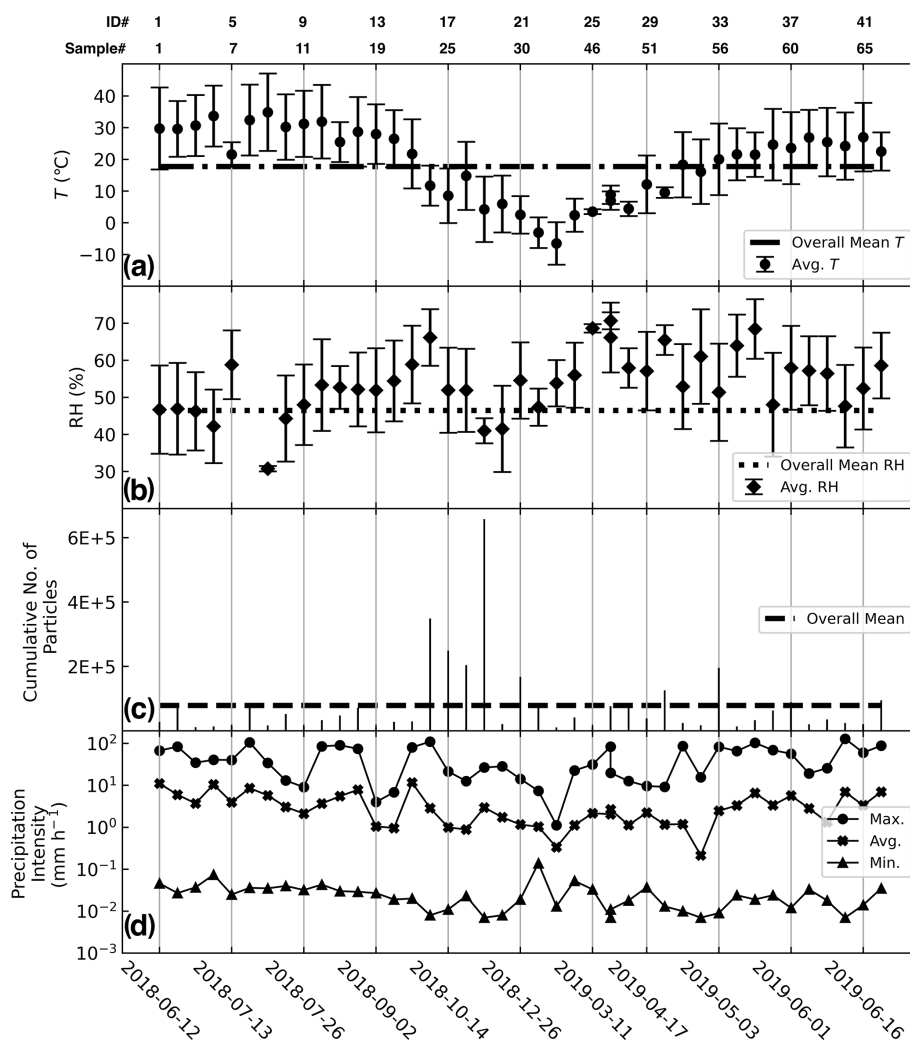 ID# 1 5 9 13 17 21 25 29 33 37 41
Sample# 1 7 11 19 25 30 46 51 56 60 65
40
30
20
10
0
−10
T (°C)
(a)
Overall Mean T
Avg. T
70
60
50
40
30
RH (%)
(b)
Overall Mean RH
Avg. RH
6E+5
4E+5
2E+5
Cumulative No. of
Particles
(c)
Overall Mean
10²
10¹
10⁰
10⁻¹
10⁻²
10⁻³
Precipitation
Intensity
(mm h⁻¹)
(d)
Max.
Avg.
Min.
2018-06-12
2018-07-13
2018-07-26
2018-09-02
2018-10-14
2018-12-26
2019-03-11
2019-04-17
2019-05-03
2019-06-01
2019-06-16